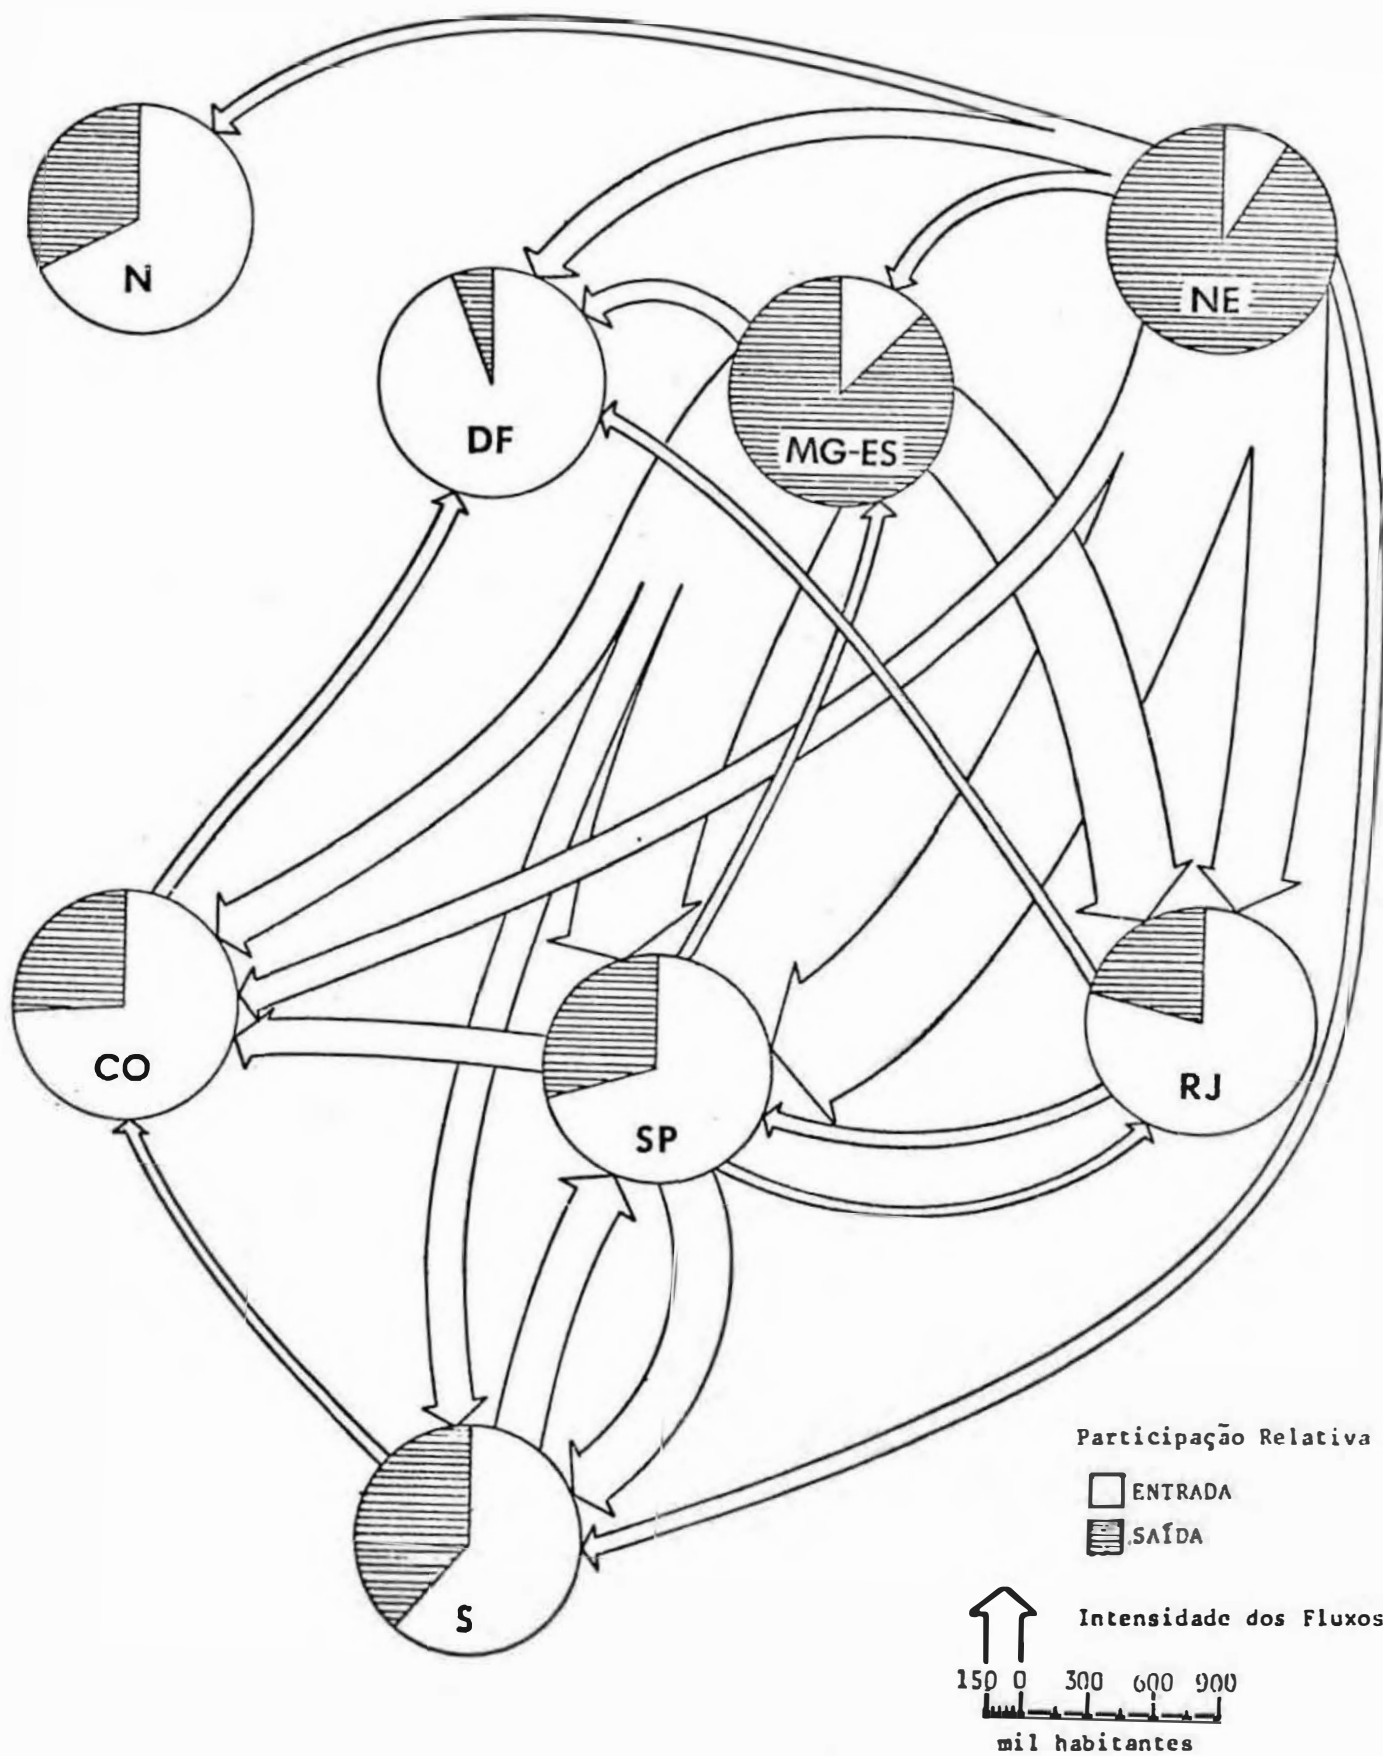 N
NE
DF
MG-ES
CO
SP
RJ
S
Participação Relativa
ENTRADA
SAÍDA
Intensidade dos Fluxos
150 0 300 600 900
mil habitantes